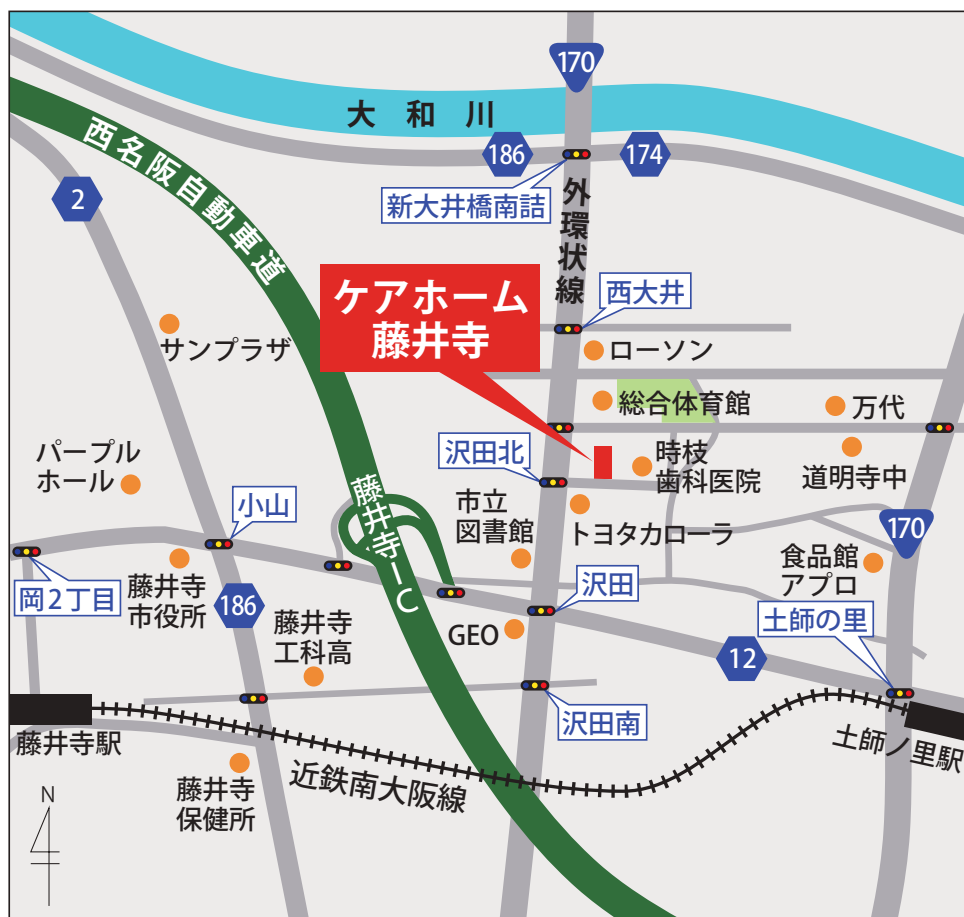 170
大和川
西名阪自動車道
186
174
2
新大井橋南詰
外環状線
ケアホーム
藤井寺
西大井
サンプラザ
ローソン
総合体育館
万代
パープル
ホール
沢田北
時枝
歯科医院
道明寺中
小山
藤井寺IC
市立
図書館
トヨタカローラ
170
岡2丁目
藤井寺
市役所
186
食品館
アプロ
沢田
土師の里
藤井寺
工科高
GEO
12
沢田南
藤井寺駅
土師ノ里駅
近鉄南大阪線
藤井寺
保健所
N